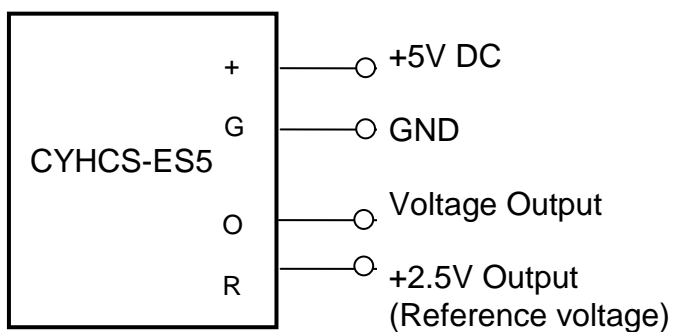 + +5V DC
G GND
CYHCS-ES5
O Voltage Output
R +2.5V Output
(Reference voltage)